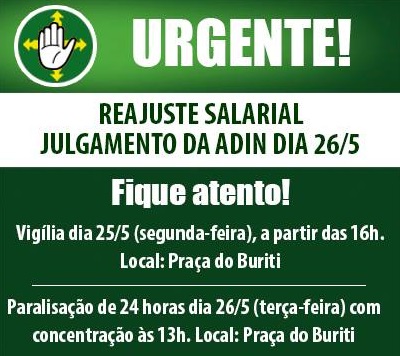 URGENTE!
REAJUSTE SALARIAL
JULGAMENTO DA ADIN DIA 26/5
Fique atento!
Vigília dia 25/5 (segunda-feira), a partir das 16h.
Local: Praça do Buriti
Paralisação de 24 horas dia 26/5 (terça-feira) com
concentração às 13h. Local: Praça do Buriti